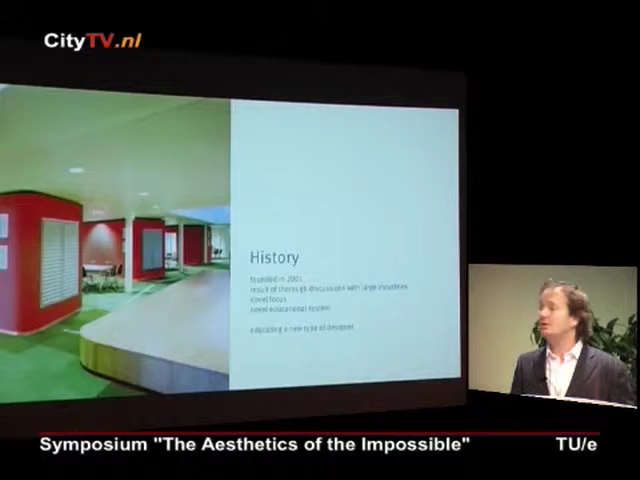 CityTV.nl
History
founded in 2001
result of thorough discussions with large industries
novel focus
novel educational system
educating a new type of designer
Symposium "The Aesthetics of the Impossible"
TU/e